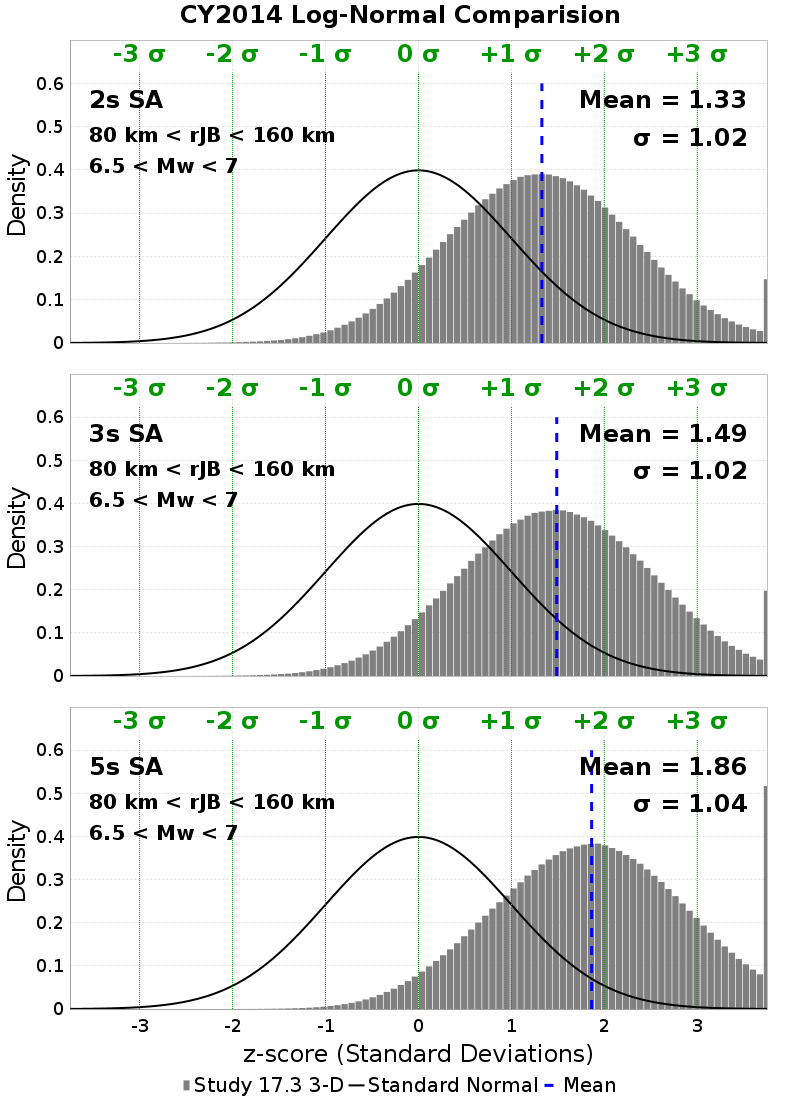 CY2014 Log-Normal Comparision
-3 σ -2 σ -1 σ 0 σ +1 σ +2 σ +3 σ
2s SA
80 km < rJB < 160 km
6.5 < Mw < 7
Mean = 1.33
σ = 1.02
Density
0.6
0.5
0.4
0.3
0.2
0.1
0
-3 σ -2 σ -1 σ 0 σ +1 σ +2 σ +3 σ
3s SA
80 km < rJB < 160 km
6.5 < Mw < 7
Mean = 1.49
σ = 1.02
Density
0.6
0.5
0.4
0.3
0.2
0.1
0
-3 σ -2 σ -1 σ 0 σ +1 σ +2 σ +3 σ
5s SA
80 km < rJB < 160 km
6.5 < Mw < 7
Mean = 1.86
σ = 1.04
Density
0.6
0.5
0.4
0.3
0.2
0.1
0
-3 -2 -1 0 1 2 3
z-score (Standard Deviations)
Study 17.3 3-D Standard Normal Mean